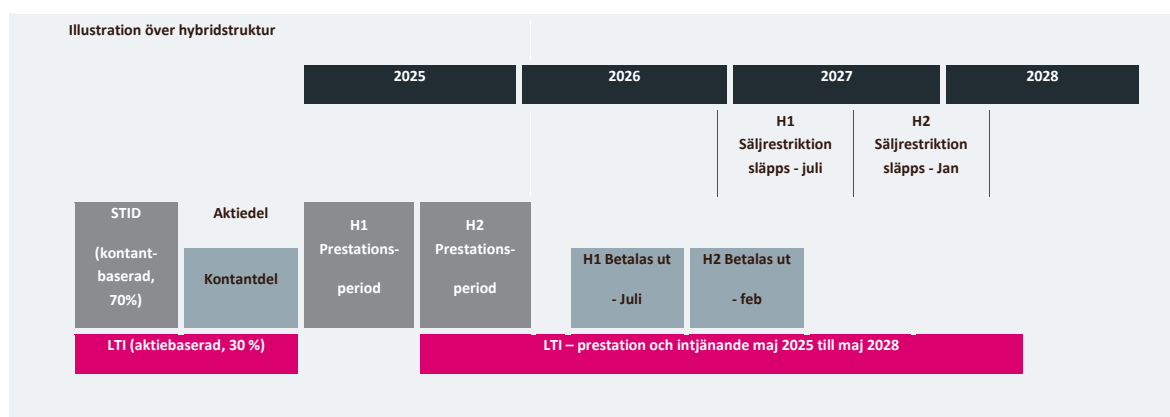 Illustration över hybridstruktur
2025
2026
2027
2028
H1
Säljrestriktion
släpps - juli
H2
Säljrestriktion
släpps - Jan
STID
(kontant-
baserad,
70%)
Aktiedel
Kontantdel
H1
Prestations-
period
H2
Prestations-
period
H1 Betalas ut
- Juli
H2 Betalas ut
- feb
LTI (aktiebaserad, 30 %)
LTI – prestation och intjänande maj 2025 till maj 2028